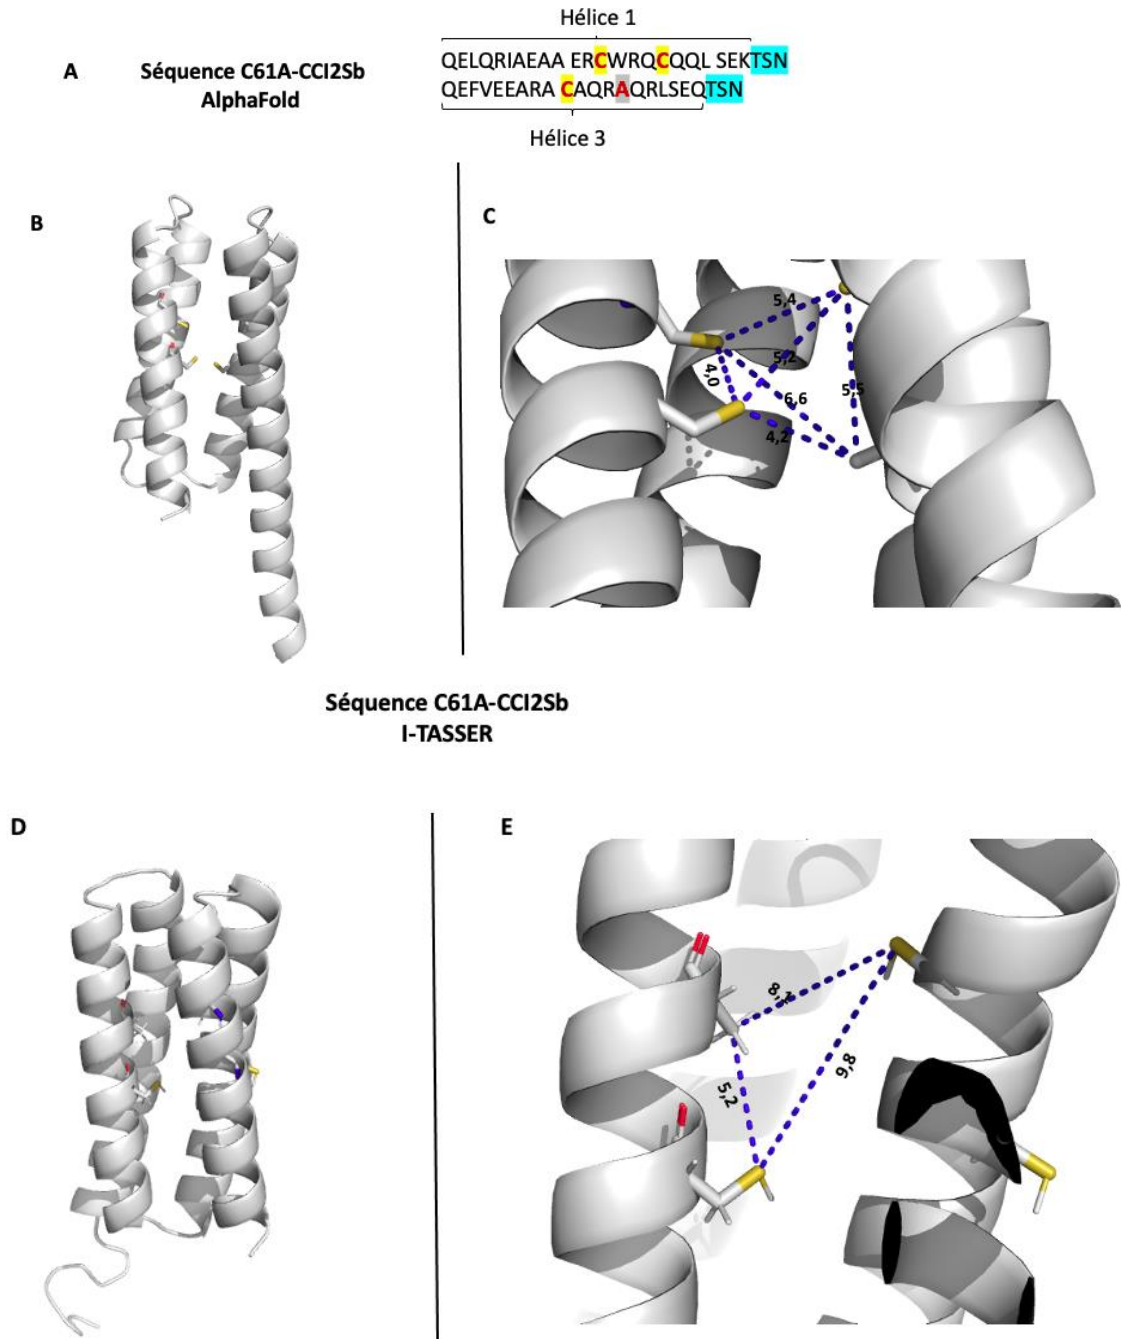 Hélice 1
A
Séquence C61A-CCI2Sb
AlphaFold
QELQRIAEAA ERCWRQCQQL SEKTSN
QEFVEEARA CAQRAQRLSEQTSN
Hélice 3
B
C
5,4
5,2
4,0
6,6
5,5
4,2
Séquence C61A-CCI2Sb
I-TASSER
D
E
8,1
5,2
9,8